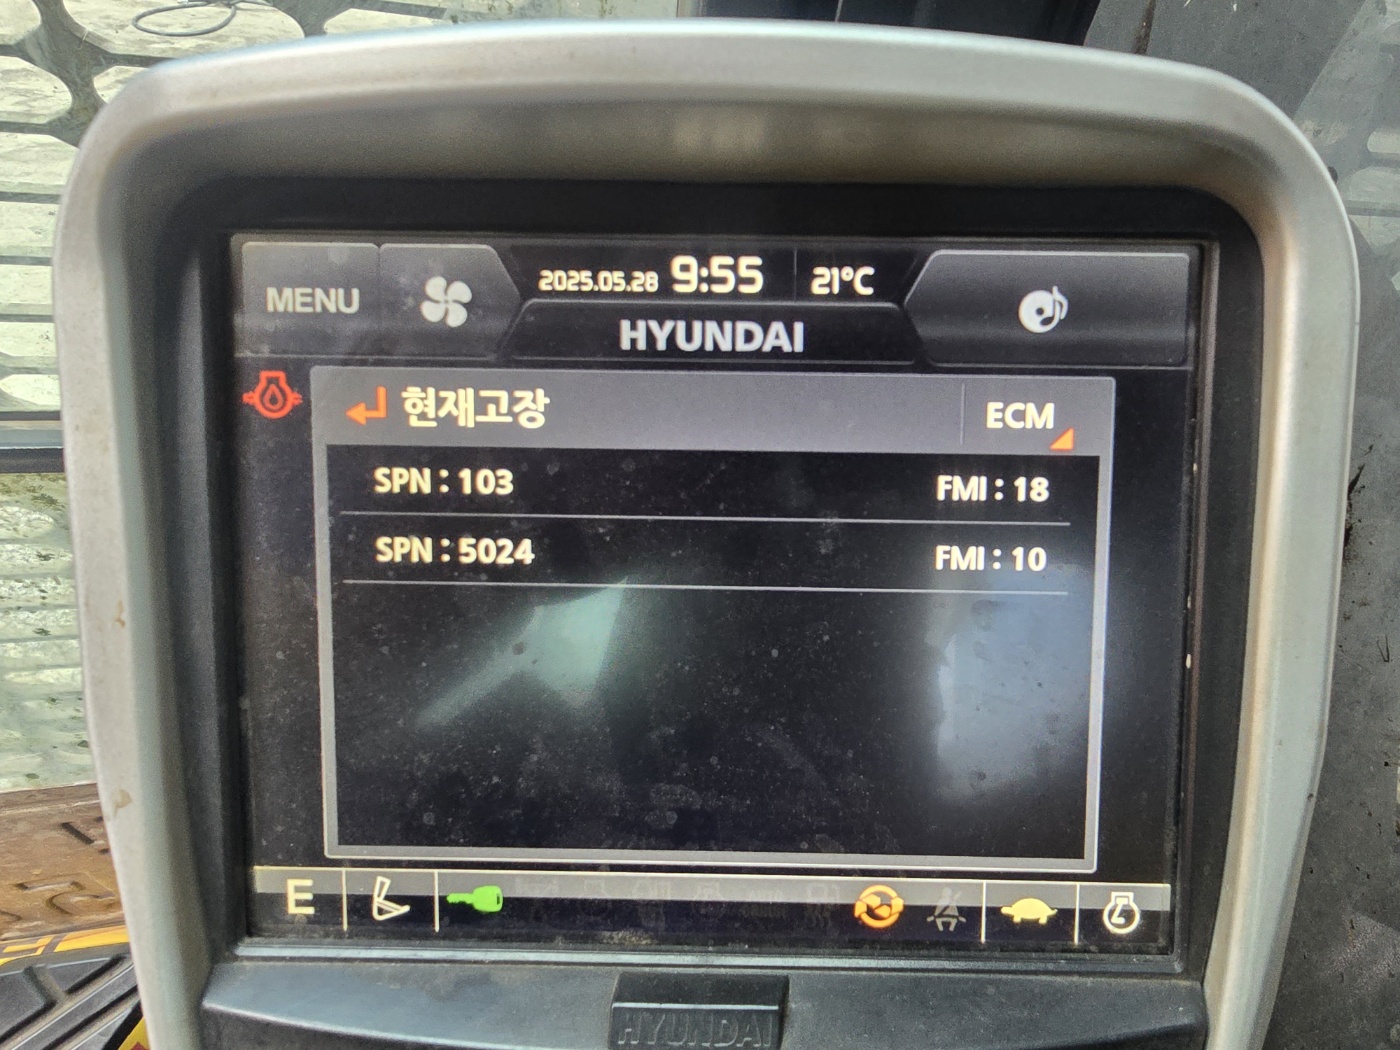 MENU
2025.05.28 9:55 21°C
HYUNDAI
현재고장 ECM
SPN : 103 FMI : 18
SPN : 5024 FMI : 10
E
HYUNDAI